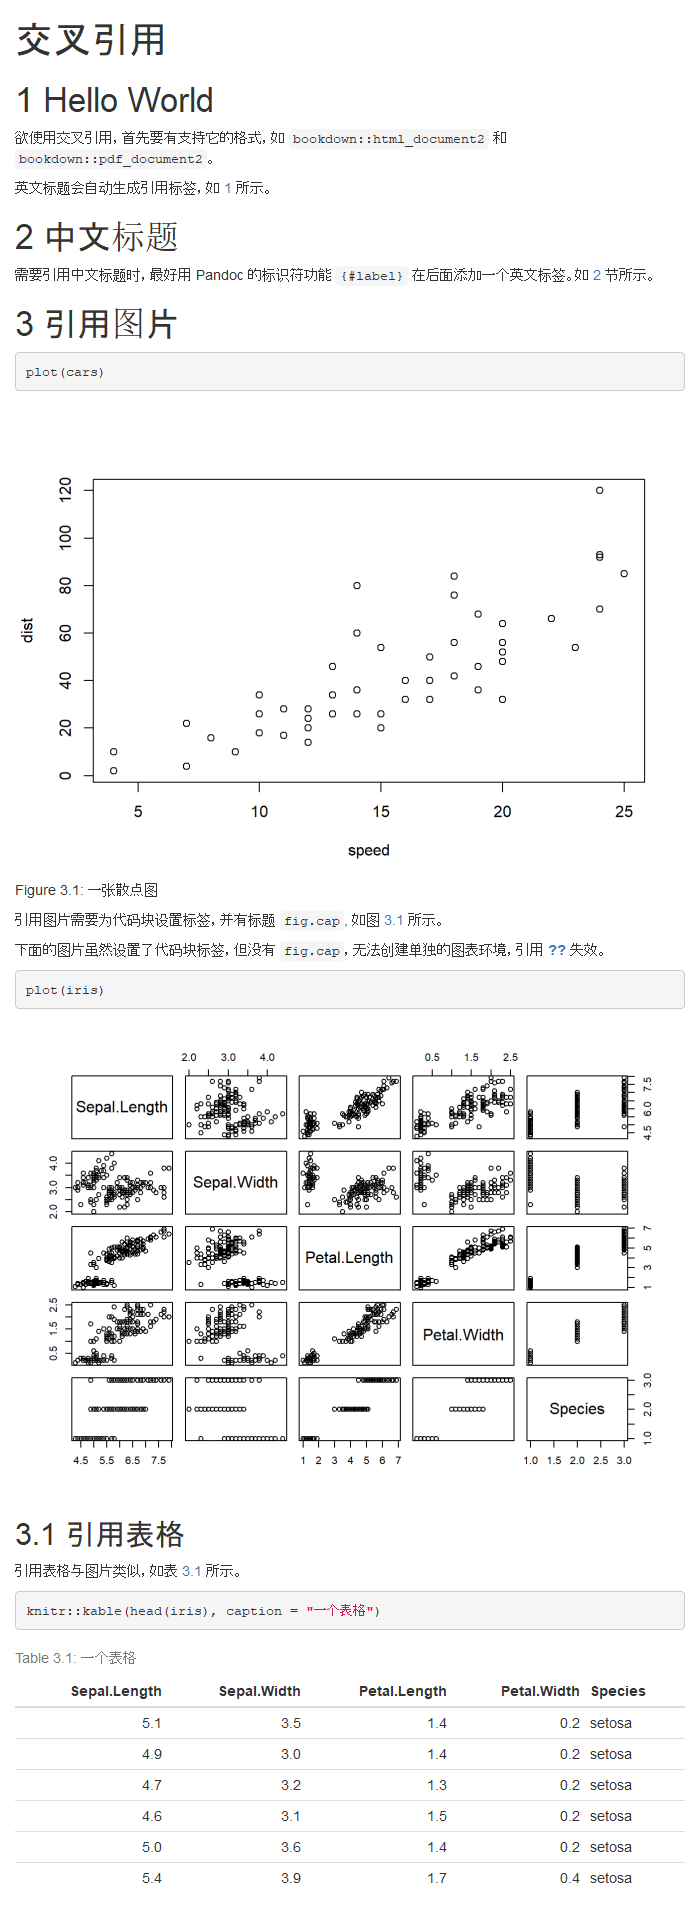 交叉引用
1 Hello World
欲使用交叉引用，首先要有支持它的格式，如 bookdown::html_document2 和
bookdown::pdf_document2 。
英文标题会自动生成引用标签，如 1 所示。
2 中文标题
需要引用中文标题时，最好用 Pandoc 的标识符功能 {#label} 在后面添加一个英文标签。如 2 节所示。
3 引用图片
plot(cars)
120
100
80
60
40
20
0
dist
5 10 15 20 25
speed
Figure 3.1: 一张散点图
引用图片需要为代码块设置标签，并有标题 fig.cap , 如图 3.1 所示。
下面的图片虽然设置了代码块标签，但没有 fig.cap , 无法创建单独的图表环境，引用 ?? 失效。
plot(iris)
2.0 3.0 4.0 0.5 1.5 2.5
Sepal.Length
4.5 6.0 7.5
2.0 3.0 4.0
Sepal.Width
Petal.Length
1 3 5 7
0.5 1.5 2.5
Petal.Width
Species
1.0 2.0 3.0
4.5 5.5 6.5 7.5 1 2 3 4 5 6 7 1.0 1.5 2.0 2.5 3.0
3.1 引用表格
引用表格与图片类似，如表 3.1 所示。
knitr::kable(head(iris), caption = "一个表格")
Table 3.1: 一个表格
Sepal.Length Sepal.Width Petal.Length Petal.Width Species
5.1 3.5 1.4 0.2 setosa
4.9 3.0 1.4 0.2 setosa
4.7 3.2 1.3 0.2 setosa
4.6 3.1 1.5 0.2 setosa
5.0 3.6 1.4 0.2 setosa
5.4 3.9 1.7 0.4 setosa